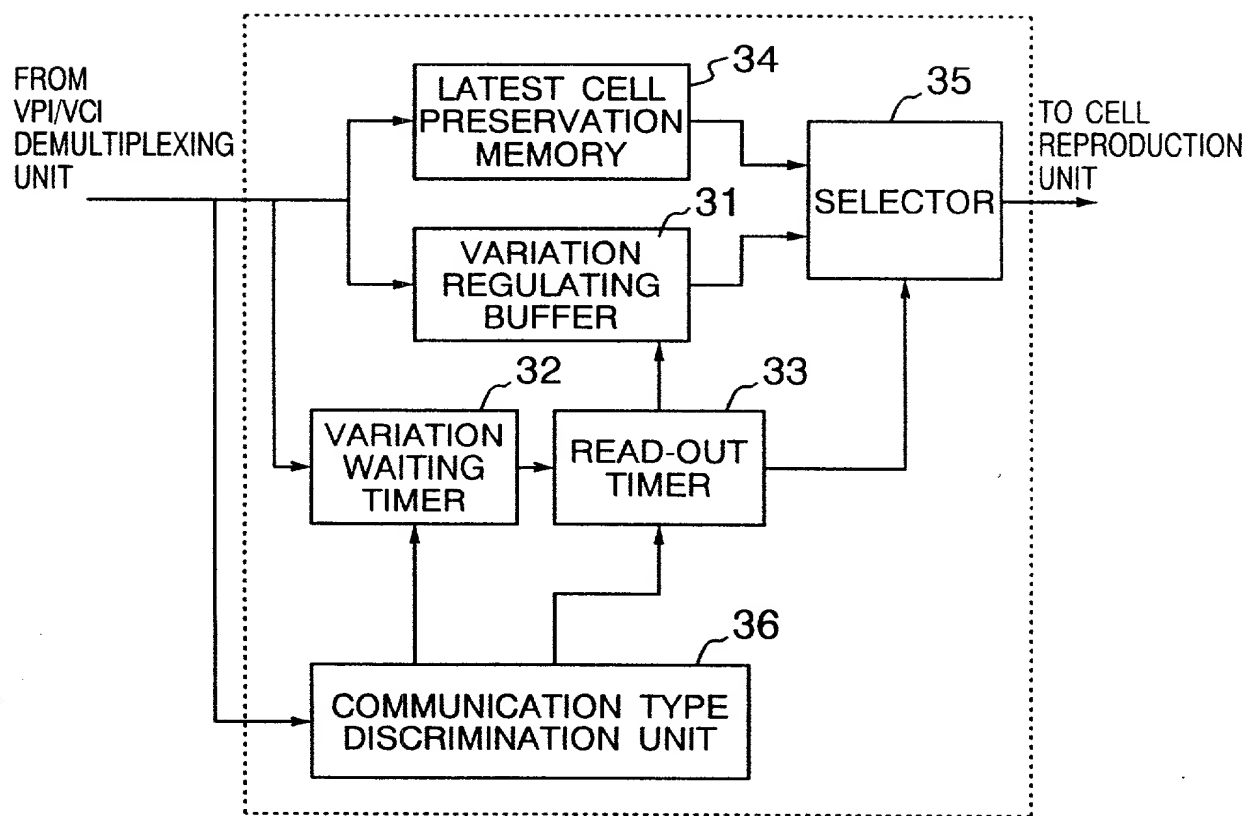 FROM
VPI/VCI
DEMULTIPLEXING
UNIT
34
LATEST CELL
PRESERVATION
MEMORY
35
SELECTOR
TO CELL
REPRODUCTION
UNIT
31
VARIATION
REGULATING
BUFFER
32
VARIATION
WAITING
TIMER
33
READ-OUT
TIMER
36
COMMUNICATION TYPE
DISCRIMINATION UNIT